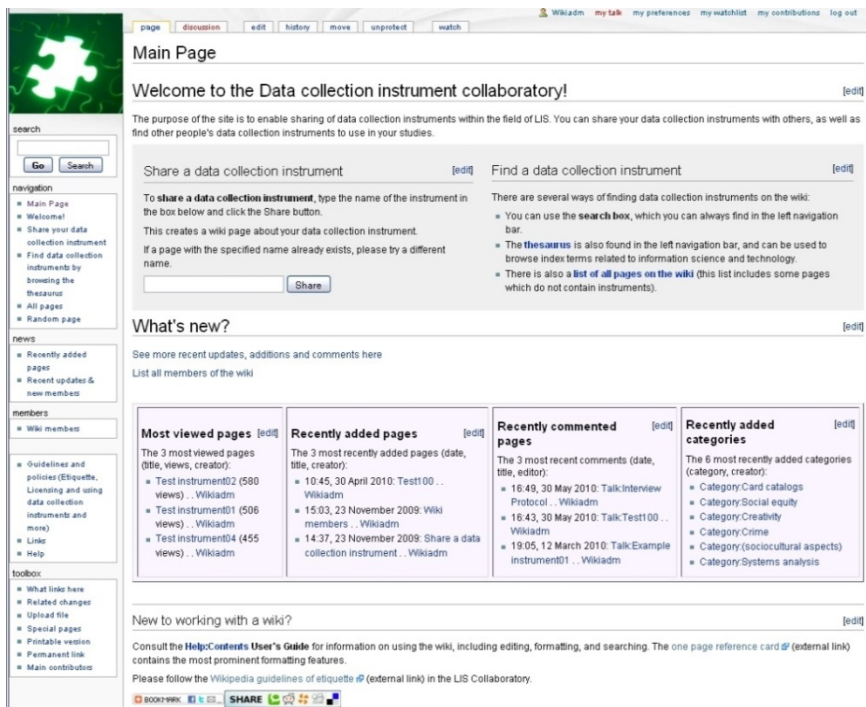 Wikiadm my talk my preferences my watchlist my contributions log out
page discussion edit history move unprotect watch
Main Page
Welcome to the Data collection instrument collaboratory! [edit]
The purpose of the site is to enable sharing of data collection instruments within the field of LIS. You can share your data collection instruments with others, as well as
find other people's data collection instruments to use in your studies.
search
Go Search
navigation
Main Page
Welcome!
Share your data
collection instrument
Find data collection
instruments by
browsing the
thesaurus
All pages
Random page
news
Recently added
pages
Recent updates &
new members
members
Wiki members
Guidelines and
policies (Etiquette,
Licensing and using
data collection
instruments and
more)
Links
Help
toolbox
What links here
Related changes
Upload file
Special pages
Printable version
Permanent link
Main contributors
Share a data collection instrument [edit]
To share a data collection instrument, type the name of the instrument in
the box below and click the Share button.
This creates a wiki page about your data collection instrument.
If a page with the specified name already exists, please try a different
name.
Share
Find a data collection instrument [edit]
There are several ways of finding data collection instruments on the wiki:
You can use the search box, which you can always find in the left navigation
bar.
The thesaurus is also found in the left navigation bar, and can be used to
browse index terms related to information science and technology.
There is also a list of all pages on the wiki (this list includes some pages
which do not contain instruments).
What's new? [edit]
See more recent updates, additions and comments here
List all members of the wiki
Most viewed pages [edit]
The 3 most viewed pages
(title, views, creator):
Test instrument02 (580
views) . . Wikiadm
Test instrument01 (506
views) . . Wikiadm
Test instrument04 (455
views) . . Wikiadm
Recently added pages [edit]
The 3 most recently added pages (date,
title, creator):
10:45, 30 April 2010: Test100 . .
Wikiadm
15:03, 23 November 2009: Wiki
members . . Wikiadm
14:37, 23 November 2009: Share a data
collection instrument . . Wikiadm
Recently commented [edit]
pages
The 3 most recent comments (date,
title, editor):
16:49, 30 May 2010: Talk:Interview
Protocol . . Wikiadm
16:43, 30 May 2010: Talk:Test100 . .
Wikiadm
19:05, 12 March 2010: Talk:Example
instrument01 . . Wikiadm
Recently added [edit]
categories
The 6 most recently added categories
(category, creator):
Category:Card catalogs
Category:Social equity
Category:Creativity
Category:Crime
Category:(sociocultural aspects)
Category:Systems analysis
New to working with a wiki? [edit]
Consult the Help:Contents User's Guide for information on using the wiki, including editing, formatting, and searching. The one page reference card (external link)
contains the most prominent formatting features.
Please follow the Wikipedia guidelines of etiquette (external link) in the LIS Collaboratory.
BOOKMARK SHARE